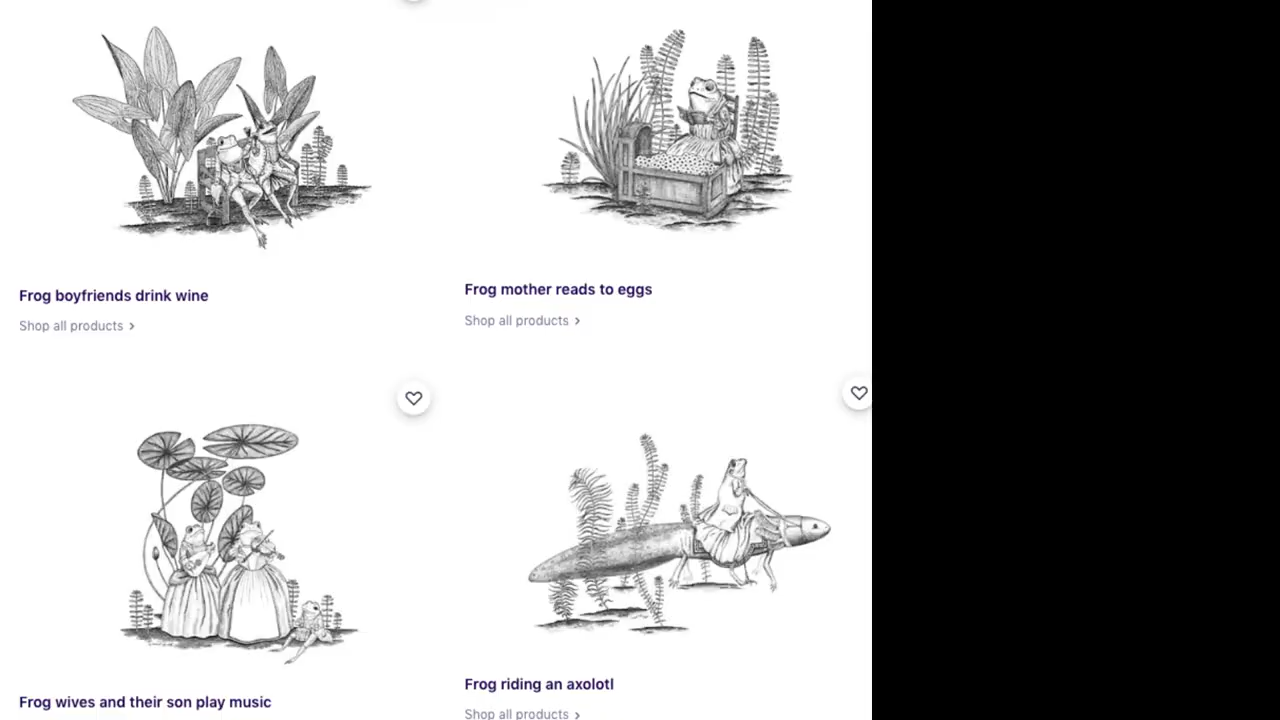 Frog boyfriends drink wine
Shop all products >
Frog mother reads to eggs
Shop all products >
Frog wives and their son play music
Frog riding an axolotl
Shop all products >